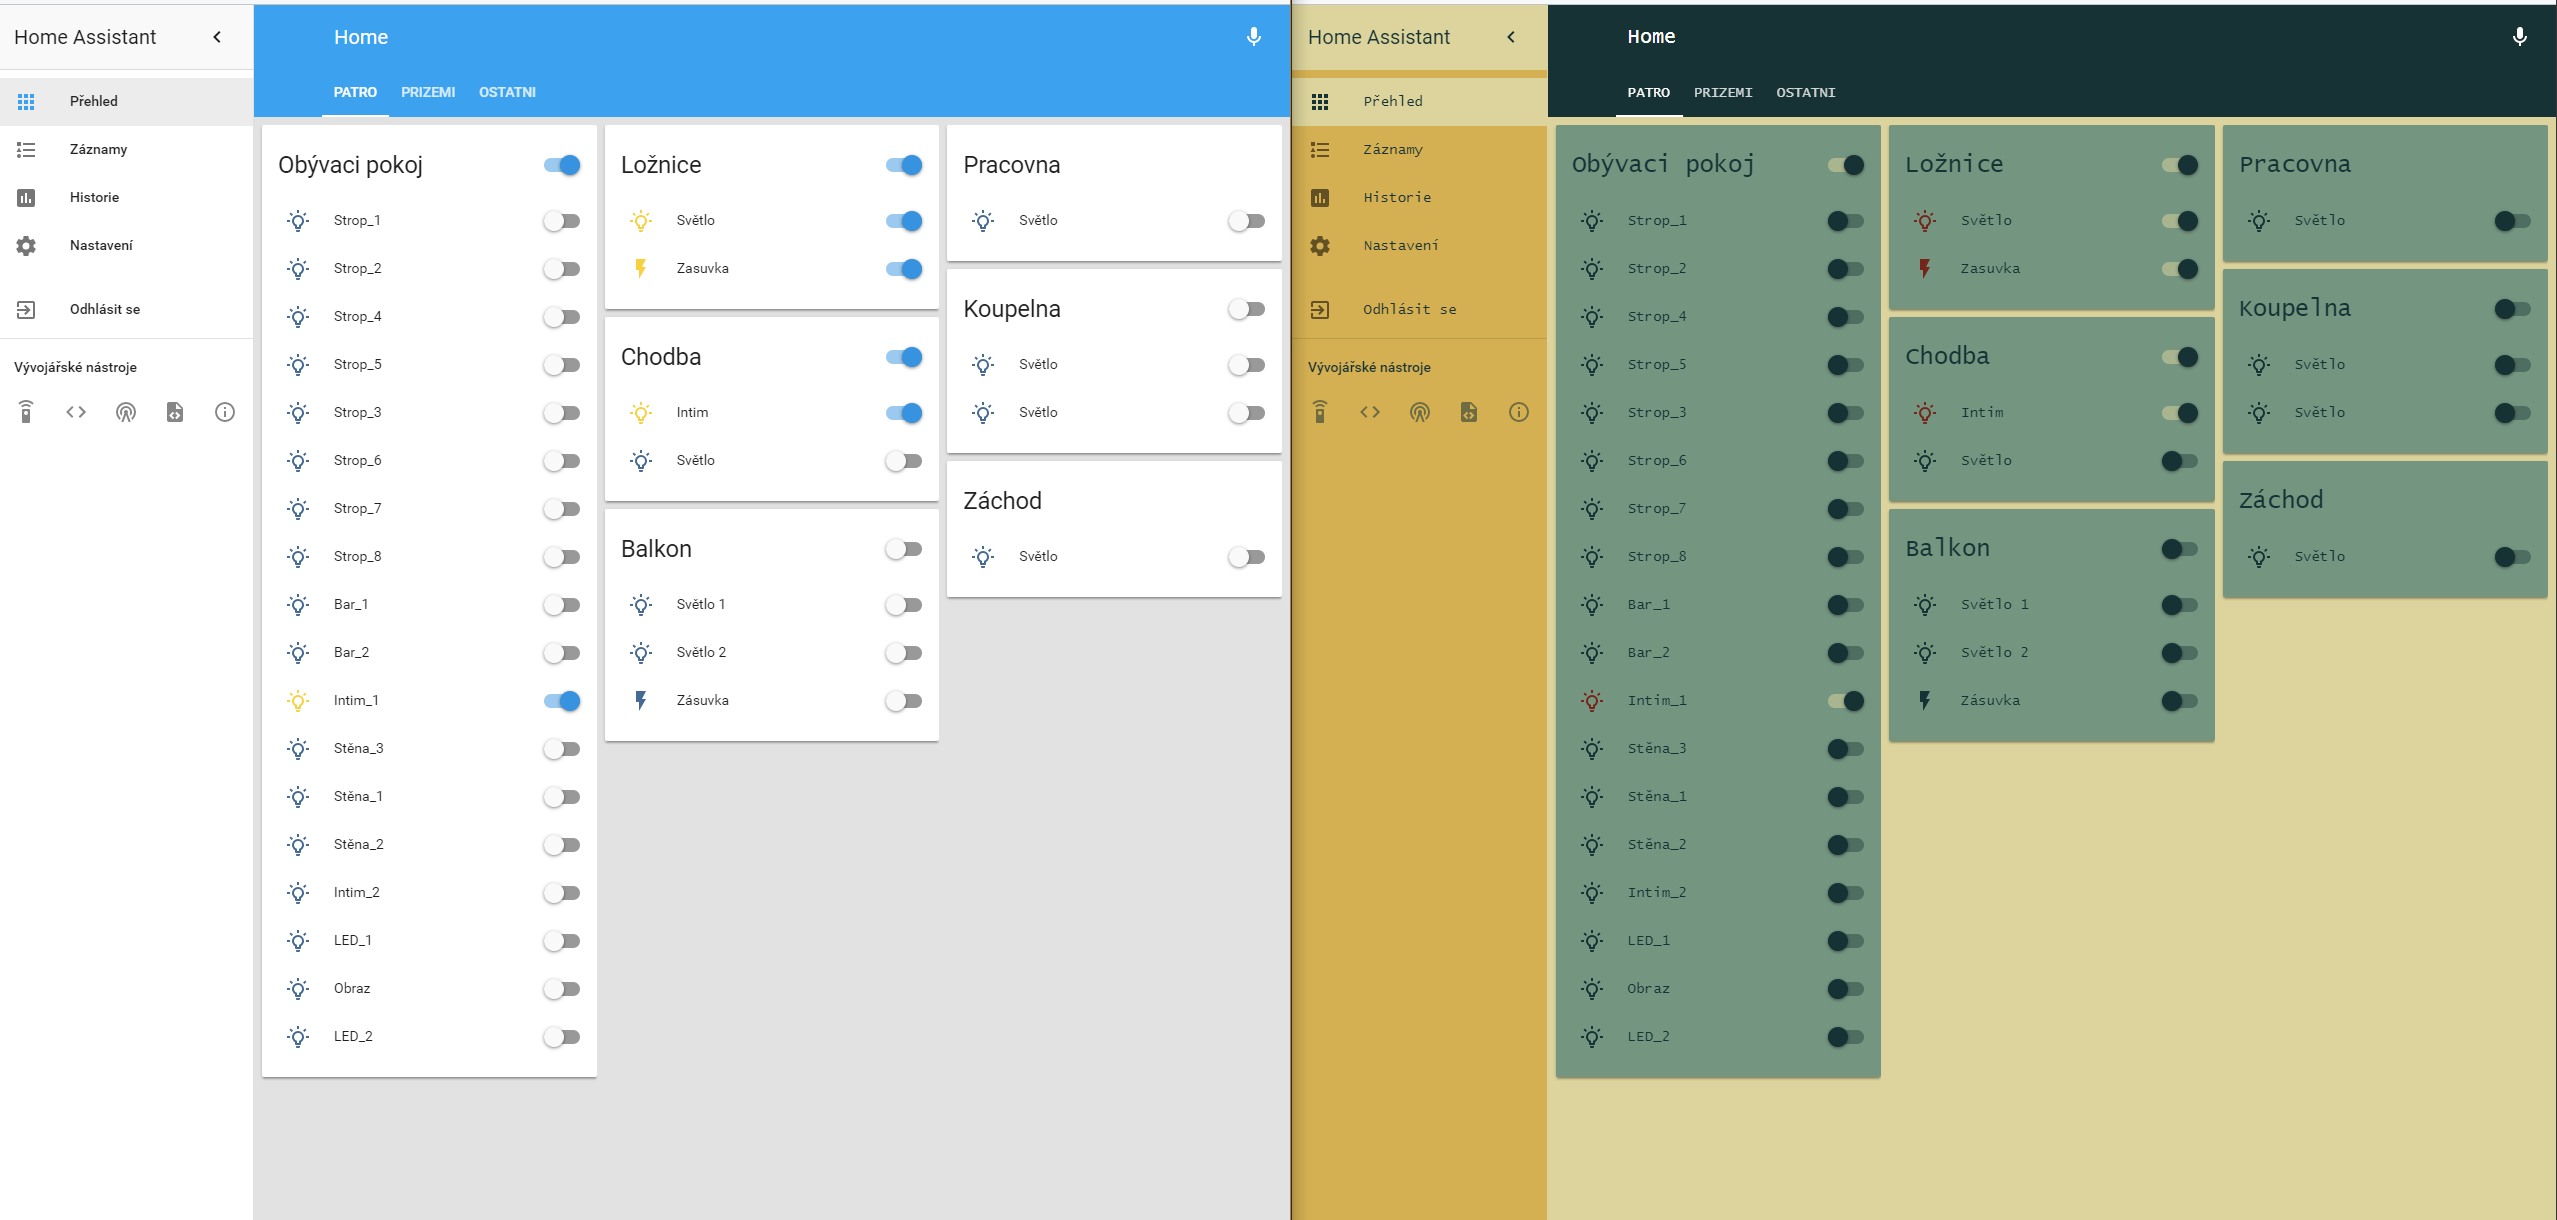 Home Assistant
Přehled
Záznamy
Historie
Nastavení
Odhlásit se
Vývojářské nástroje
Home
PATRO PRIZEMI OSTATNI
Obývaci pokoj
Strop_1
Strop_2
Strop_4
Strop_5
Strop_3
Strop_6
Strop_7
Strop_8
Bar_1
Bar_2
Intim_1
Stěna_3
Stěna_1
Stěna_2
Intim_2
LED_1
Obraz
LED_2
Ložnice
Světlo
Zasuvka
Chodba
Intim
Světlo
Balkon
Světlo 1
Světlo 2
Zásuvka
Pracovna
Světlo
Koupelna
Světlo
Světlo
Záchod
Světlo
Home Assistant
Přehled
Záznamy
Historie
Nastavení
Odhlásit se
Vývojářské nástroje
Home
PATRO PRIZEMI OSTATNI
Obývaci pokoj
Strop_1
Strop_2
Strop_4
Strop_5
Strop_3
Strop_6
Strop_7
Strop_8
Bar_1
Bar_2
Intim_1
Stěna_3
Stěna_1
Stěna_2
Intim_2
LED_1
Obraz
LED_2
Ložnice
Světlo
Zasuvka
Chodba
Intim
Světlo
Balkon
Světlo 1
Světlo 2
Zásuvka
Pracovna
Světlo
Koupelna
Světlo
Světlo
Záchod
Světlo